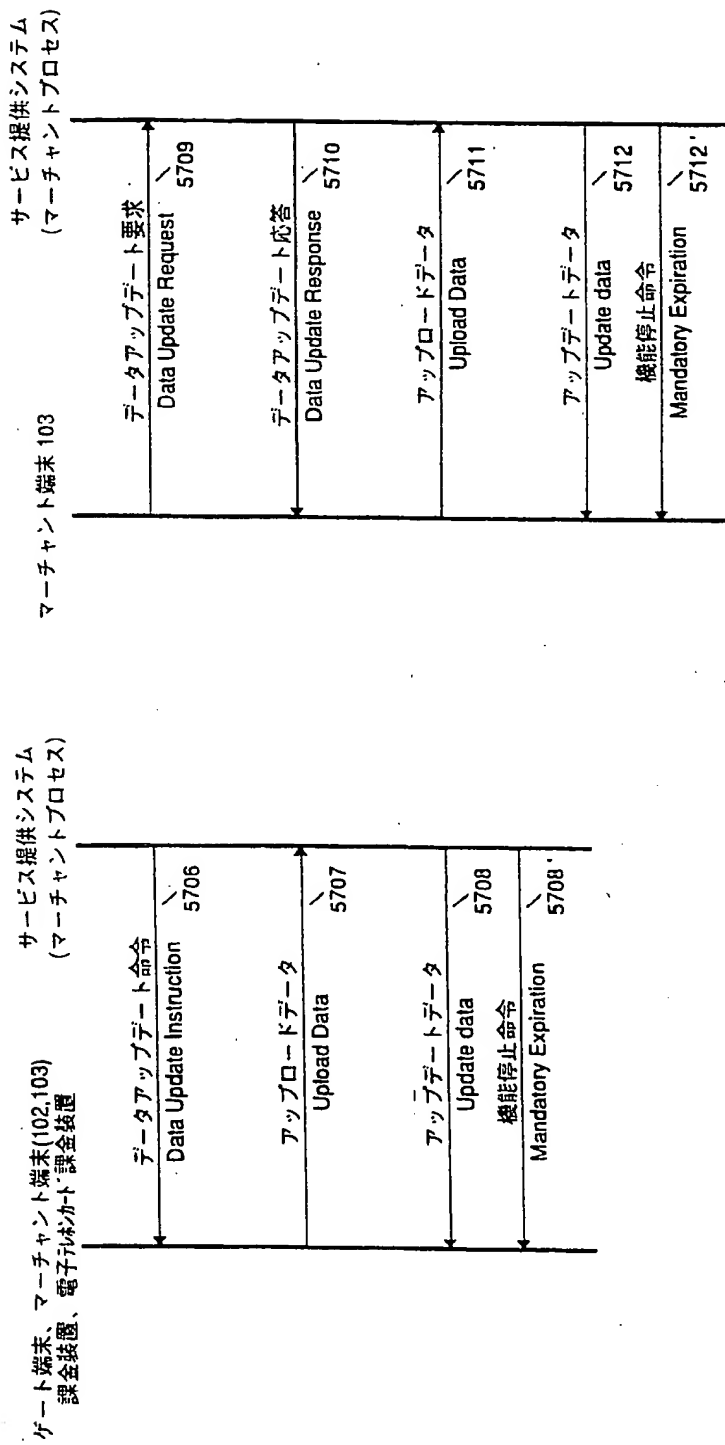 ゲート端末、マーチャント端末(102,103)
課金装置、電子テレホンカード課金装置
サービス提供システム
(マーチャントプロセス)
データアップデート命令
Data Update Instruction
5706
アップロードデータ
Upload Data
5707
アップデートデータ
Update data
5708
機能停止命令
Mandatory Expiration
5708'
マーチャント端末 103
サービス提供システム
(マーチャントプロセス)
データアップデート要求
Data Update Request
5709
データアップデート応答
Data Update Response
5710
アップロードデータ
Upload Data
5711
アップデートデータ
Update data
5712
機能停止命令
Mandatory Expiration
5712'